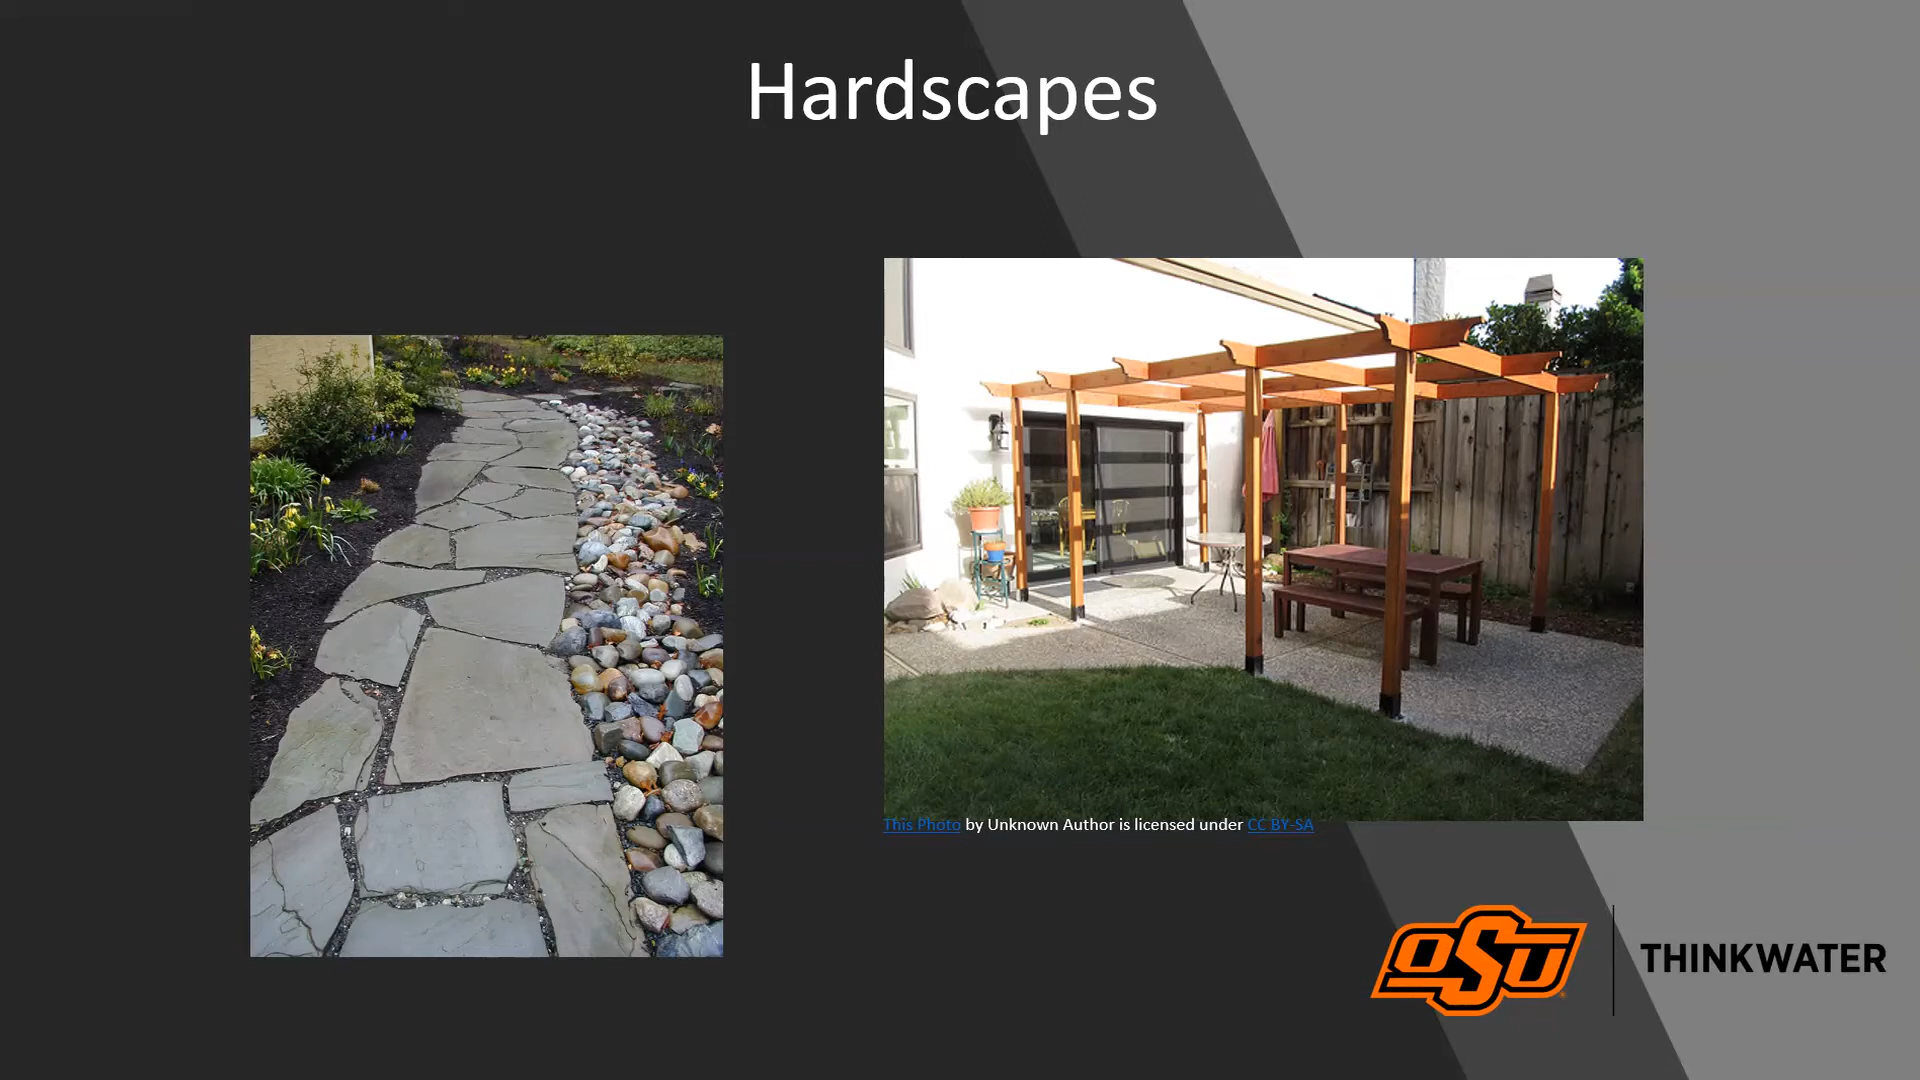 Hardscapes
This Photo by Unknown Author is licensed under CC BY-SA
OSU
THINKWATER